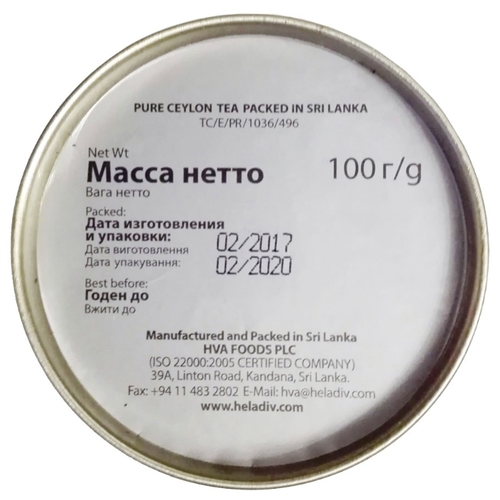 PURE CEYLON TEA PACKED IN SRI LANKA
TC/E/PR/1036/496
Net Wt
Масса нетто 100 г/g
Вага нетто
Packed:
Дата изготовления
и упаковки: 02/2017
Дата виготовлення
Дата упакування: 02/2020
Best before:
Годен до
Вжити до
Manufactured and Packed in Sri Lanka
HVA FOODS PLC
(ISO 22000:2005 CERTIFIED COMPANY)
39A, Linton Road, Kandana, Sri Lanka.
Fax: +94 11 483 2802 E-Mail: hva@heladiv.com
www.heladiv.com